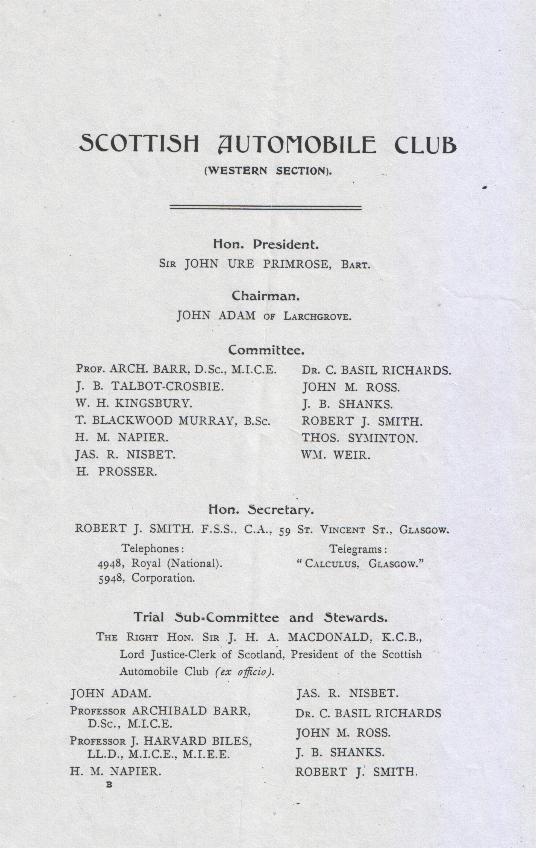 SCOTTISH AUTOMOBILE CLUB
(WESTERN SECTION).
Hon. President.
SIR JOHN URE PRIMROSE, BART.
Chairman.
JOHN ADAM OF LARCHGROVE.
Committee.
PROF. ARCH. BARR, D.Sc., M.I.C.E.
J. B. TALBOT-CROSBIE.
W. H. KINGSBURY.
T. BLACKWOOD MURRAY, B.Sc.
H. M. NAPIER.
JAS. R. NISBET.
H. PROSSER.
DR. C. BASIL RICHARDS.
JOHN M. ROSS.
J. B. SHANKS.
ROBERT J. SMITH.
THOS. SYMINTON.
WM. WEIR.
Hon. Secretary.
ROBERT J. SMITH. F.S.S., C.A., 59 ST. VINCENT ST., GLASGOW.
Telephones:
4948, Royal (National).
5948, Corporation.
Telegrams:
"CALCULUS, GLASGOW."
Trial Sub-Committee and Stewards.
THE RIGHT HON. SIR J. H. A. MACDONALD, K.C.B.,
Lord Justice-Clerk of Scotland, President of the Scottish
Automobile Club (ex officio).
JOHN ADAM.
PROFESSOR ARCHIBALD BARR,
D.Sc., M.I.C.E.
PROFESSOR J. HARVARD BILES,
LL.D., M.I.C.E., M.I.E.E.
H. M. NAPIER.
JAS. R. NISBET.
DR. C. BASIL RICHARDS
JOHN M. ROSS.
J. B. SHANKS.
ROBERT J. SMITH.
B